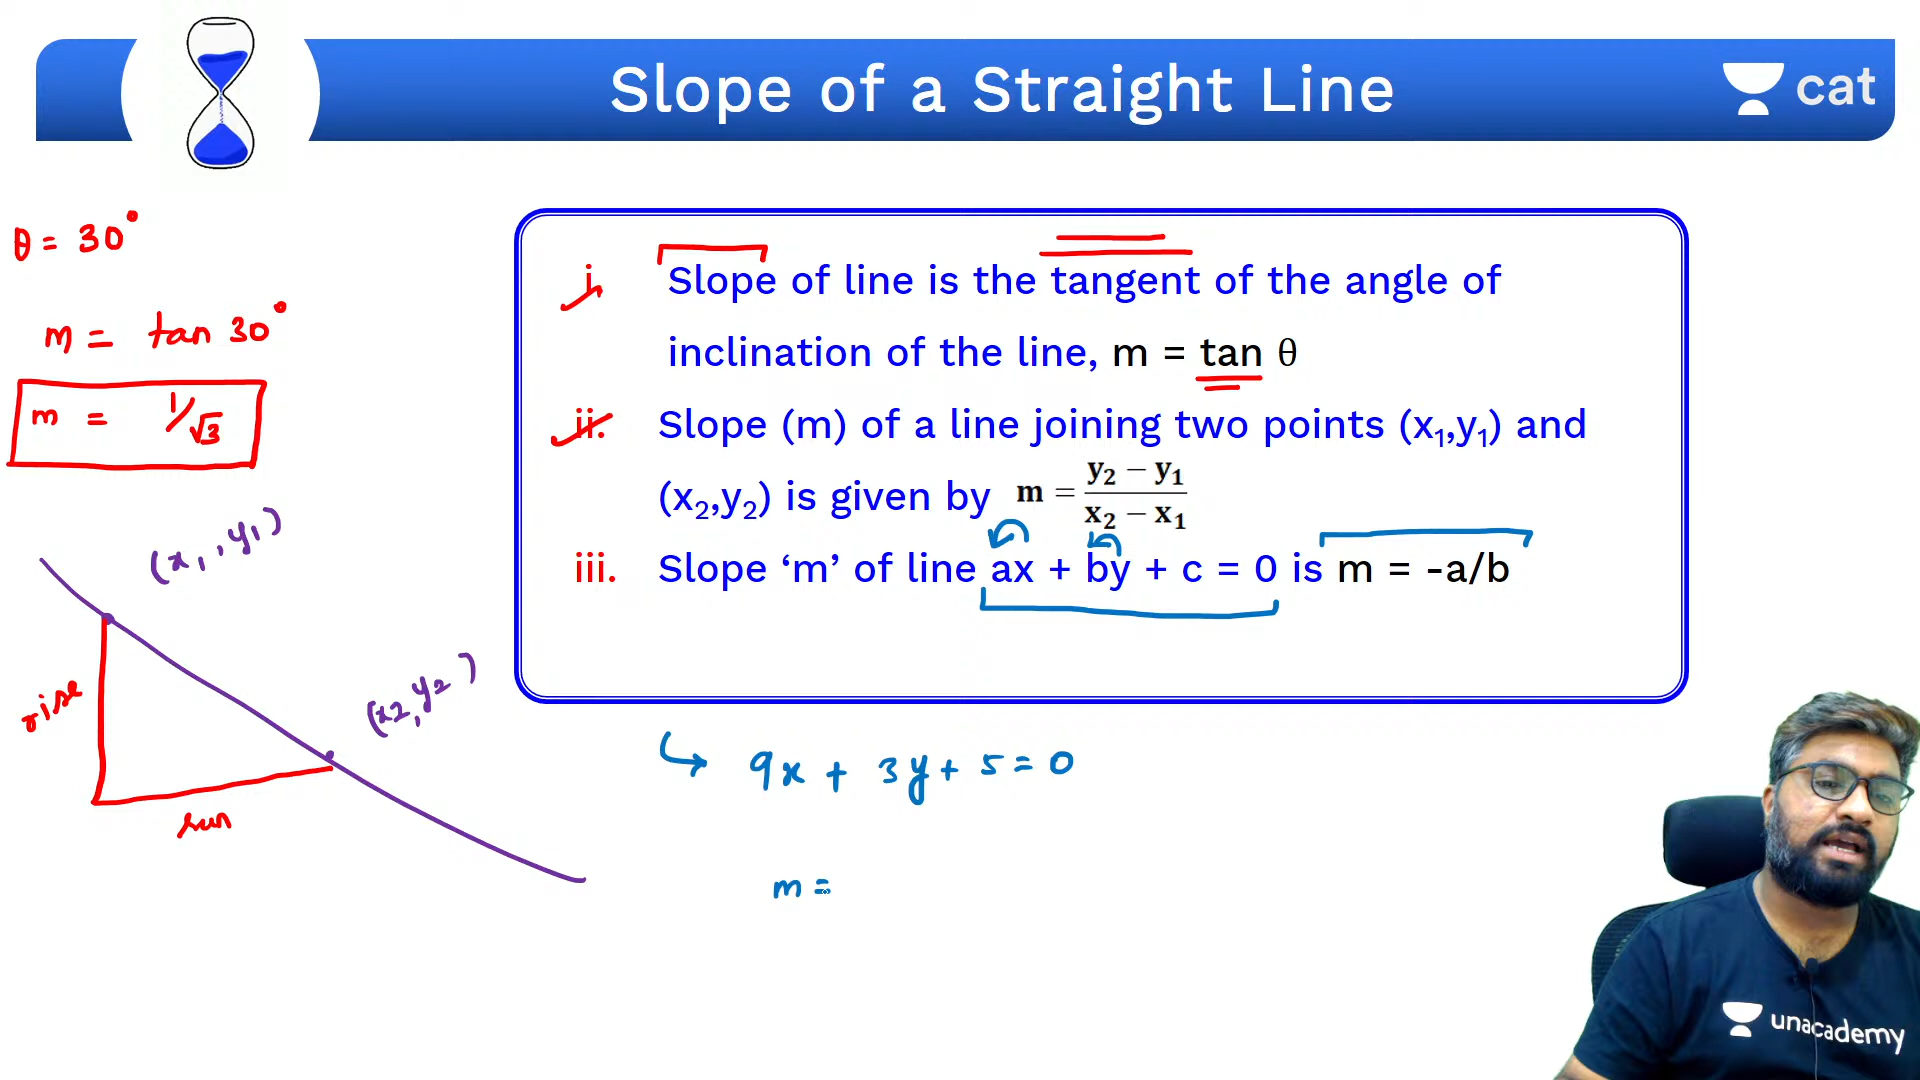 Slope of a Straight Line
cat
θ = 30°
m = tan 30°
m = 1/√3
i. Slope of line is the tangent of the angle of
inclination of the line, m = tan θ
ii. Slope (m) of a line joining two points (x₁,y₁) and
(x₂,y₂) is given by m = (y₂ − y₁)/(x₂ − x₁)
iii. Slope ‘m’ of line ax + by + c = 0 is m = -a/b
(x₁,y₁)
(x2,y2)
rise
run
9x + 3y + 5 = 0
m =
unacademy